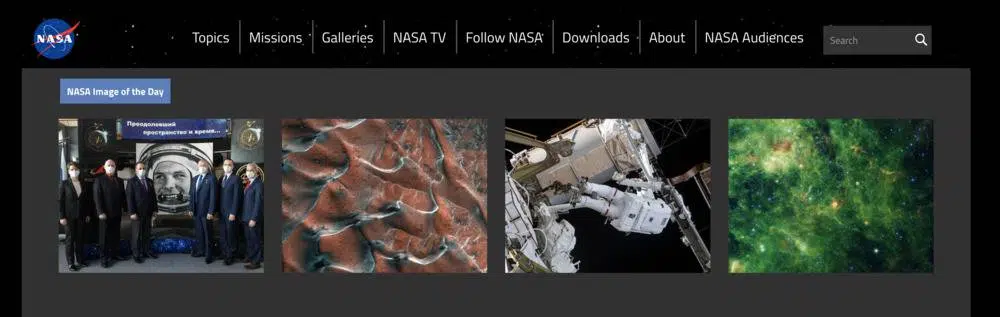 NASA
Topics
Missions
Galleries
NASA TV
Follow NASA
Downloads
About
NASA Audiences
Search
NASA Image of the Day
Преодолевший
пространство и время...